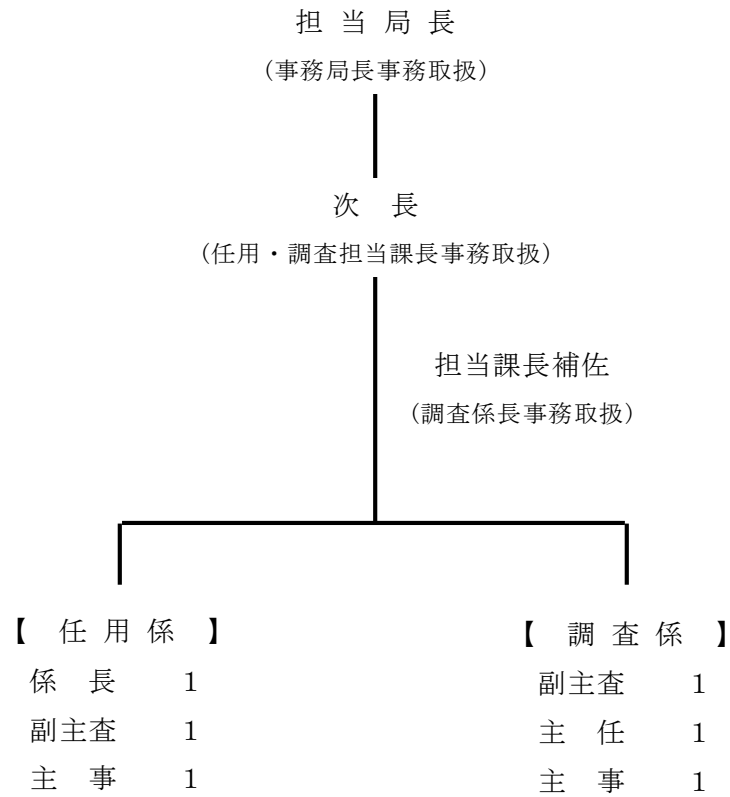 担 当 局 長
(事務局長事務取扱)
次　長
(任用・調査担当課長事務取扱)
担当課長補佐
(調査係長事務取扱)
【　任 用 係　】
係　長　　1
副主査　　1
主　事　　1
【　調 査 係　】
副主査　　1
主　任　　1
主　事　　1